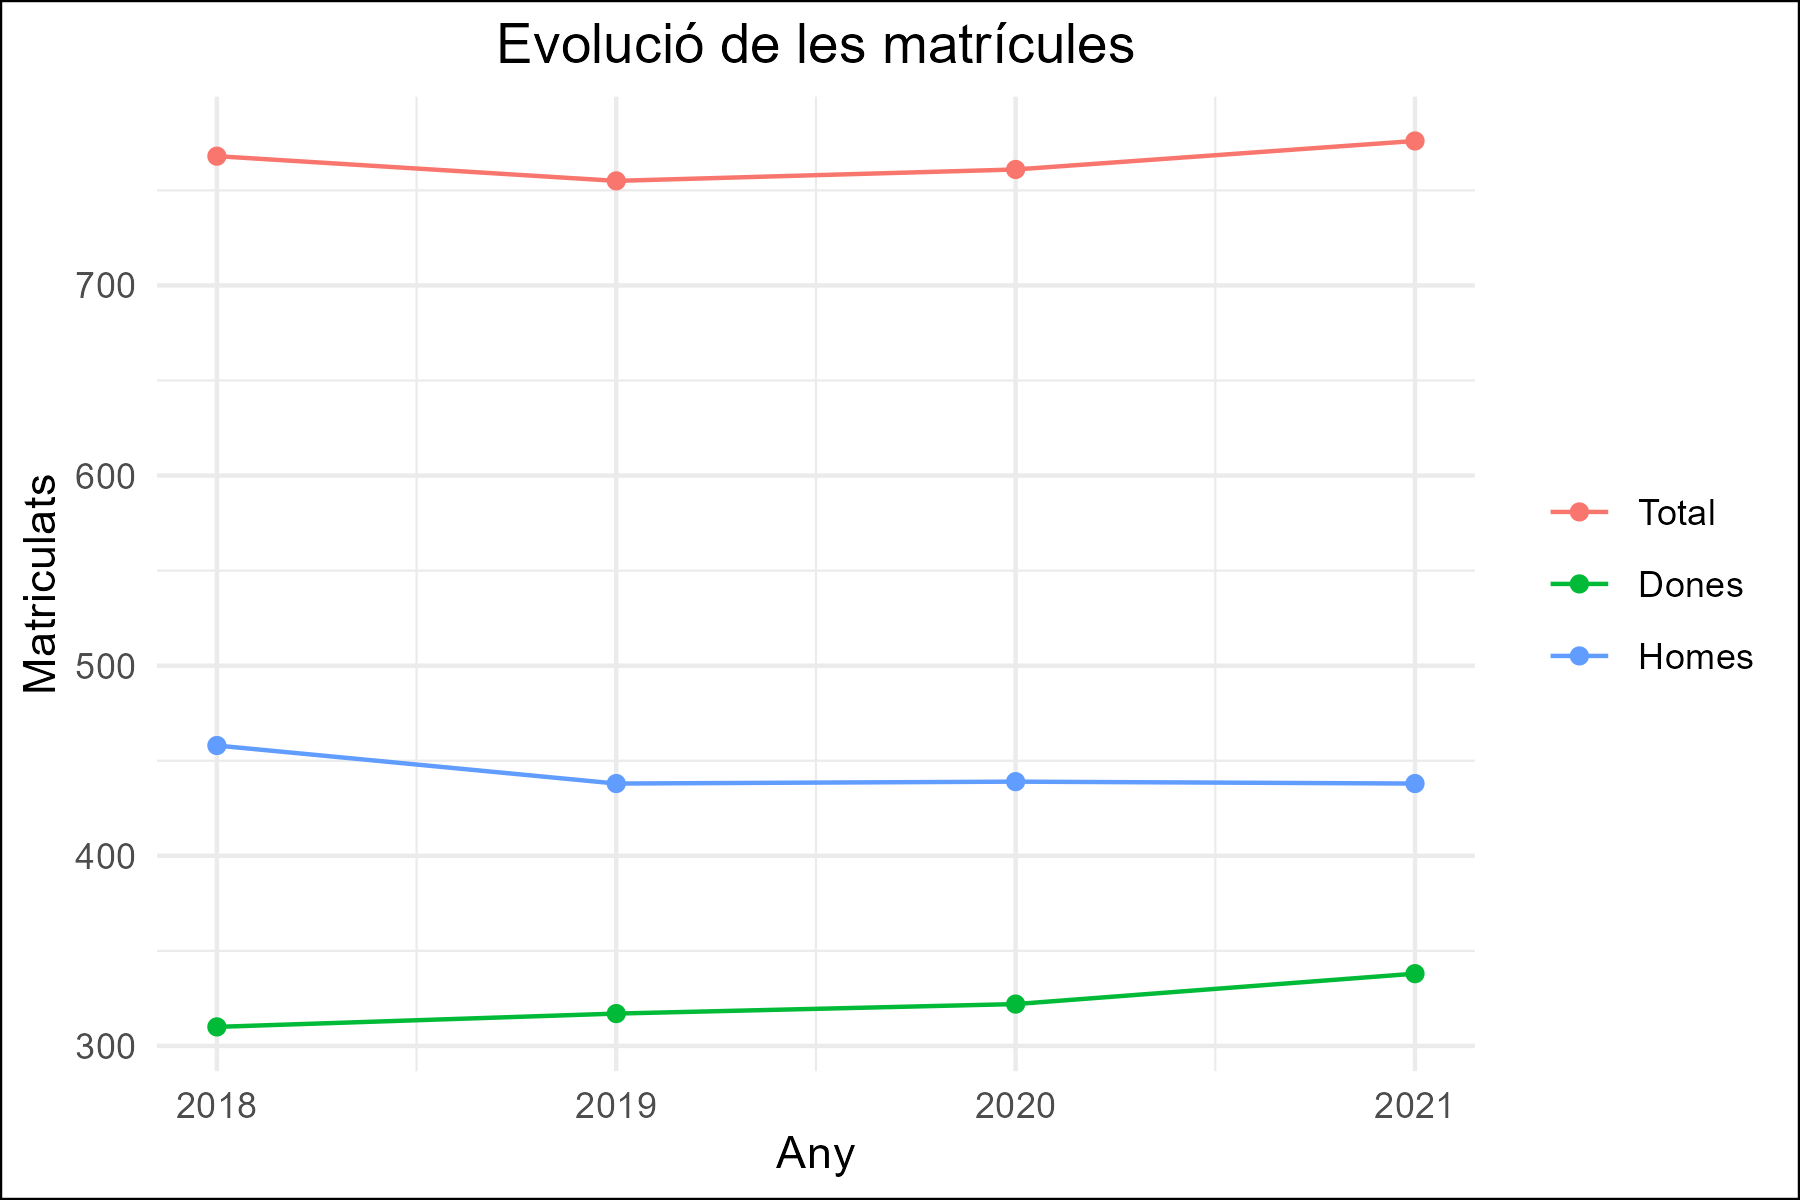 Evolució de les matrícules
Matriculats
700
600
500
400
300
2018
2019
2020
2021
Any
Total
Dones
Homes